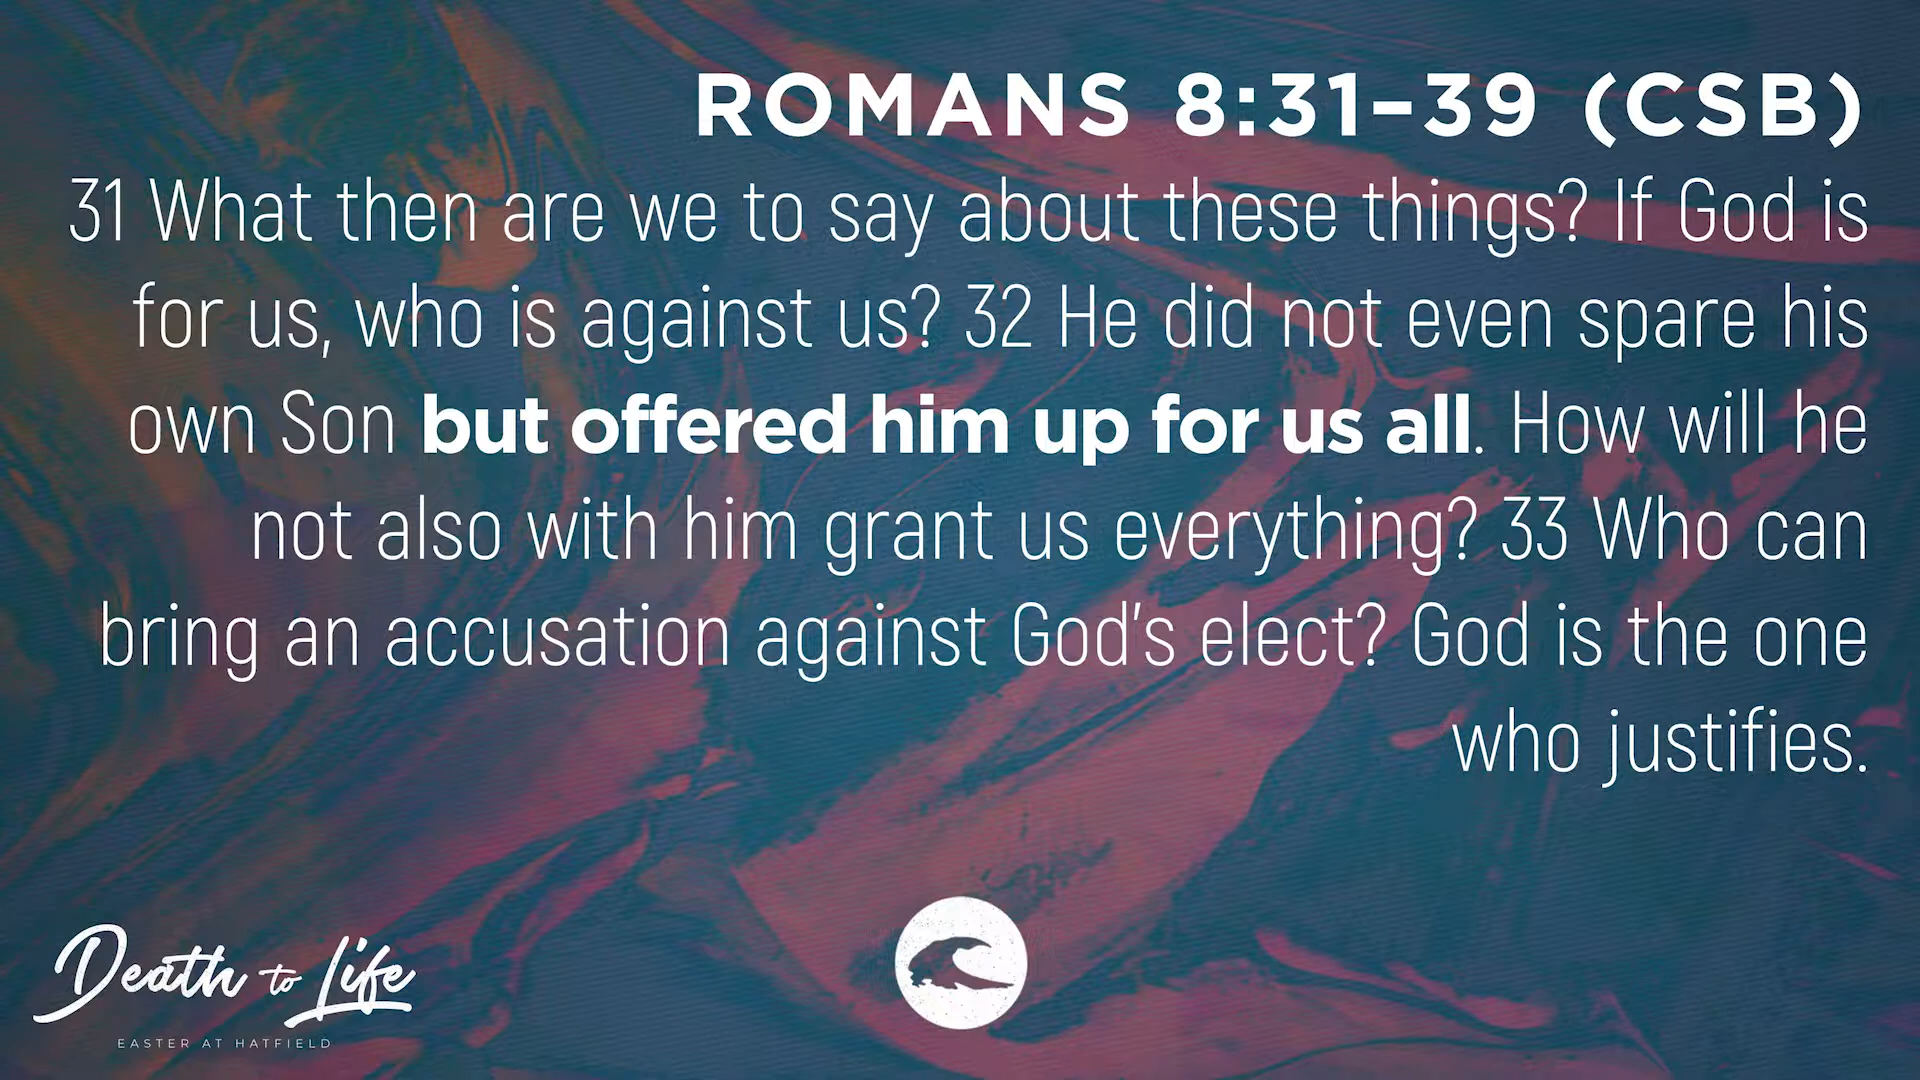 ROMANS 8:31–39 (CSB)
31 What then are we to say about these things? If God is
for us, who is against us? 32 He did not even spare his
own Son but offered him up for us all. How will he
not also with him grant us everything? 33 Who can
bring an accusation against God's elect? God is the one
who justifies.
Death to Life
EASTER AT HATFIELD